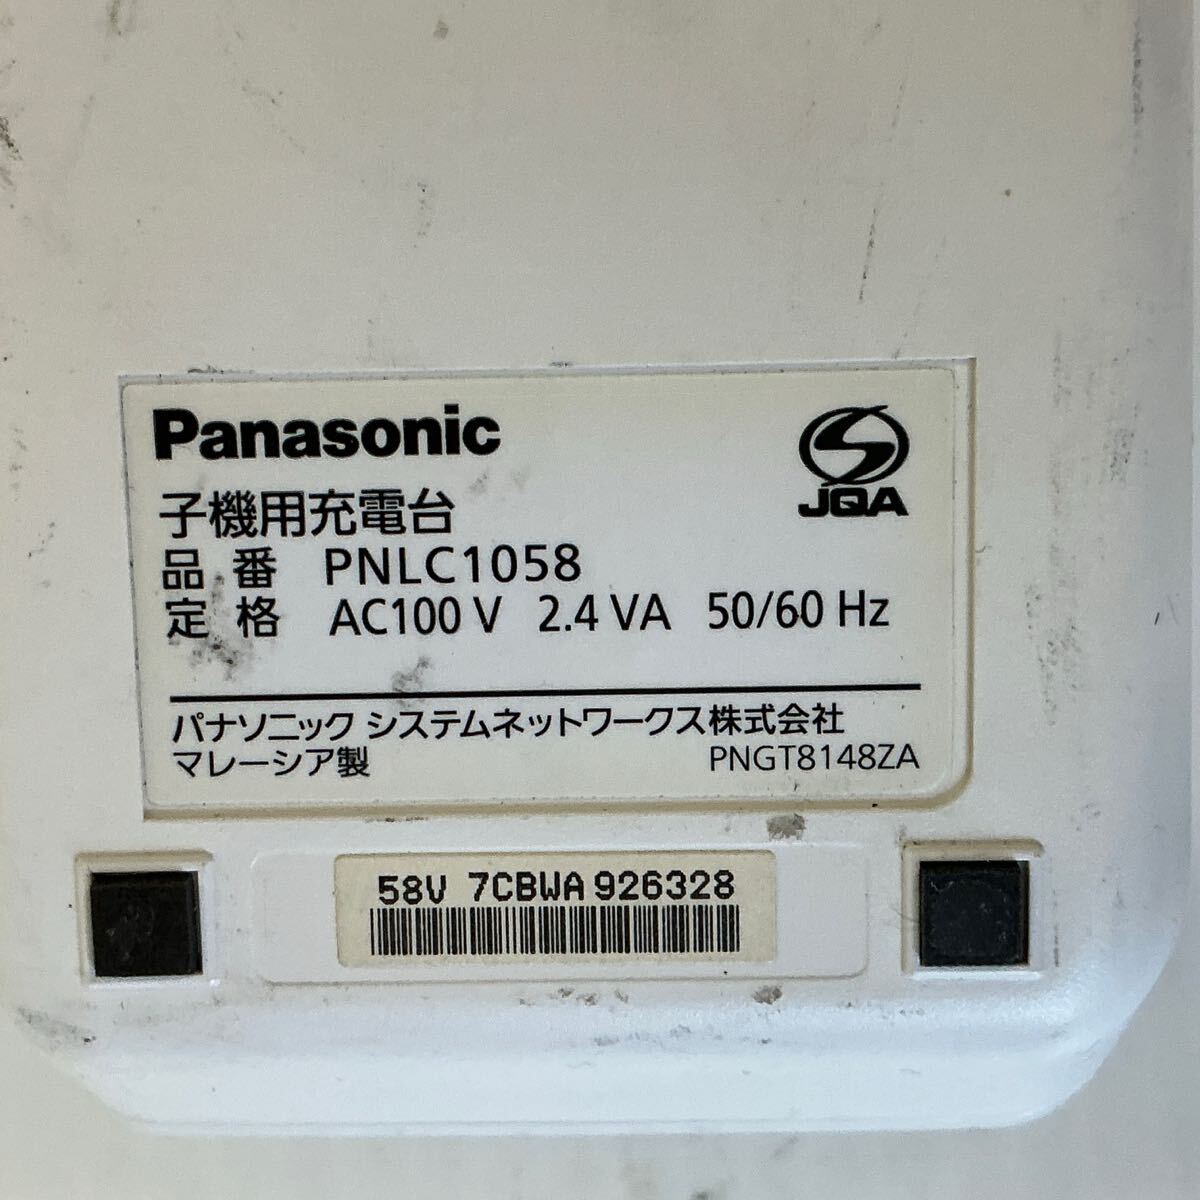 Panasonic
JQA
子機用充電台
品番 PNLC1058
定格 AC100 V 2.4 VA 50/60 Hz
パナソニック システムネットワークス株式会社
マレーシア製 PNGT8148ZA
58V 7CBWA 926328